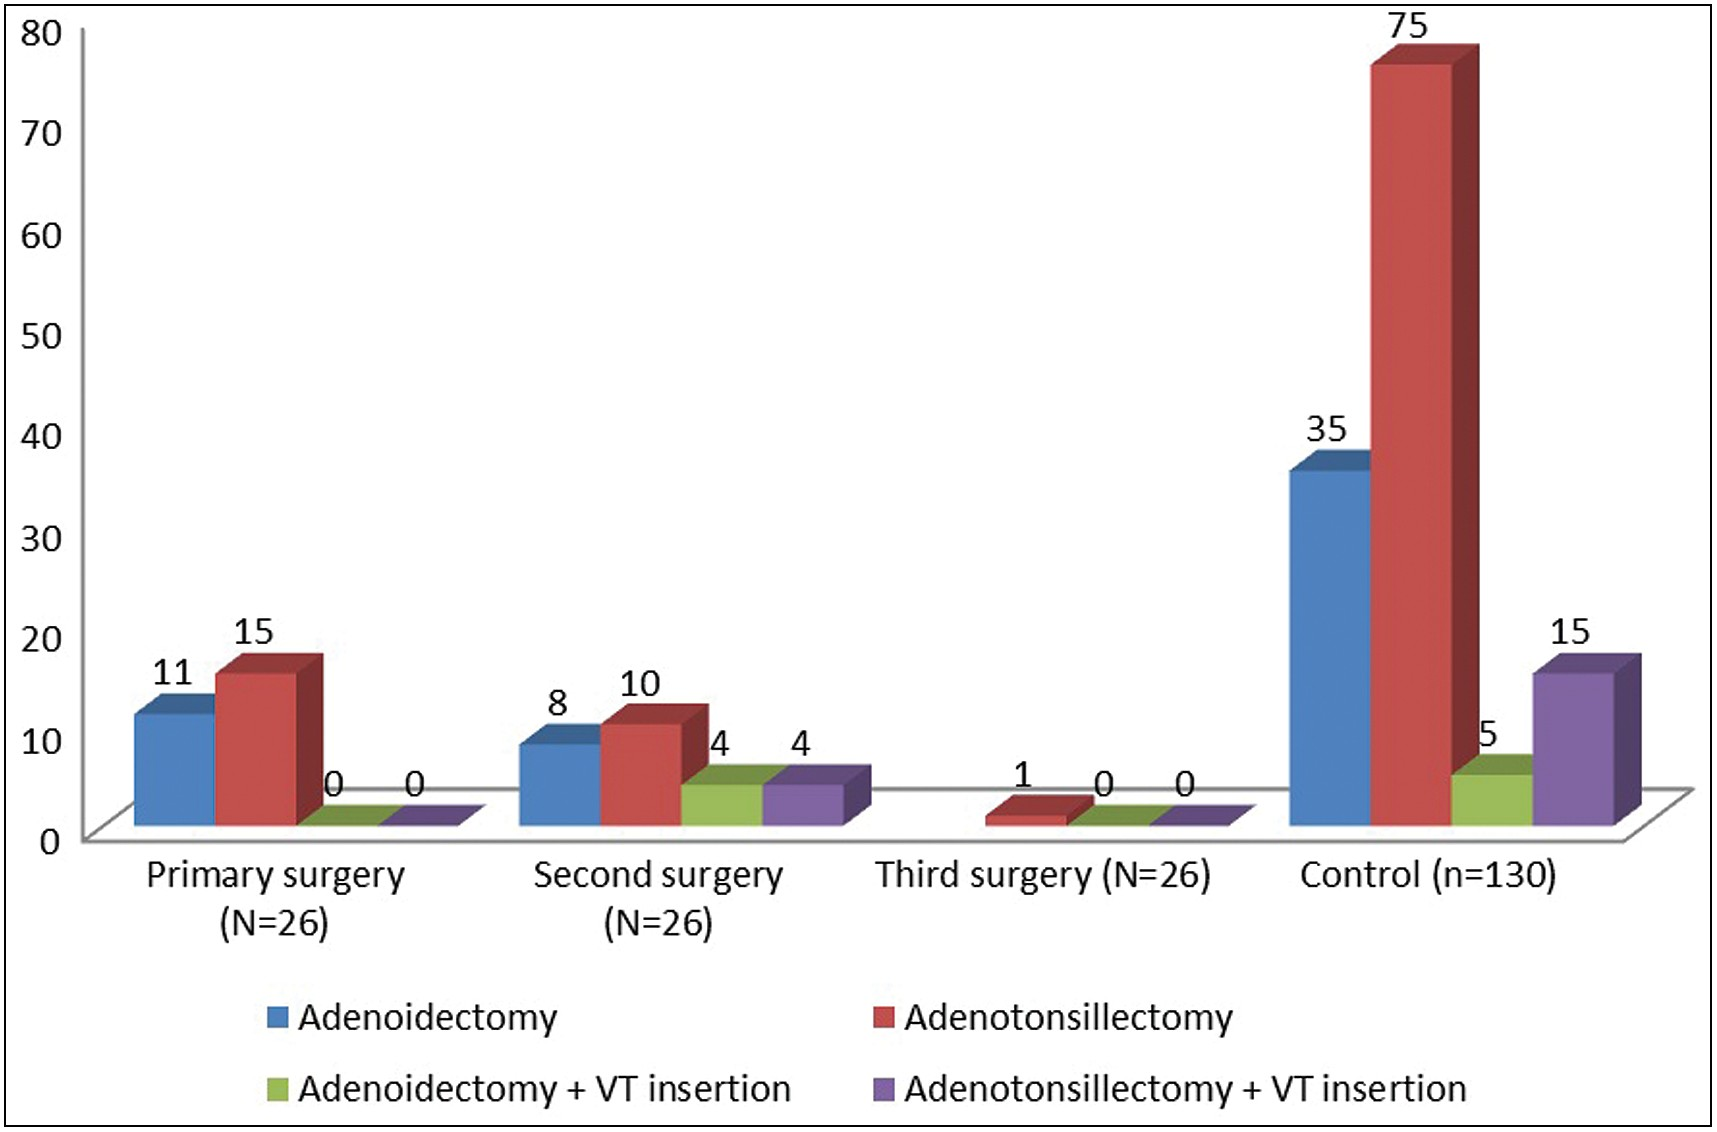 80
70
60
50
40
30
20
10
0
11
15
0
0
8
10
4
4
1
0
0
35
75
5
15
Primary surgery
(N=26)
Second surgery
(N=26)
Third surgery (N=26)
Control (n=130)
Adenoidectomy
Adenotonsillectomy
Adenoidectomy + VT insertion
Adenotonsillectomy + VT insertion